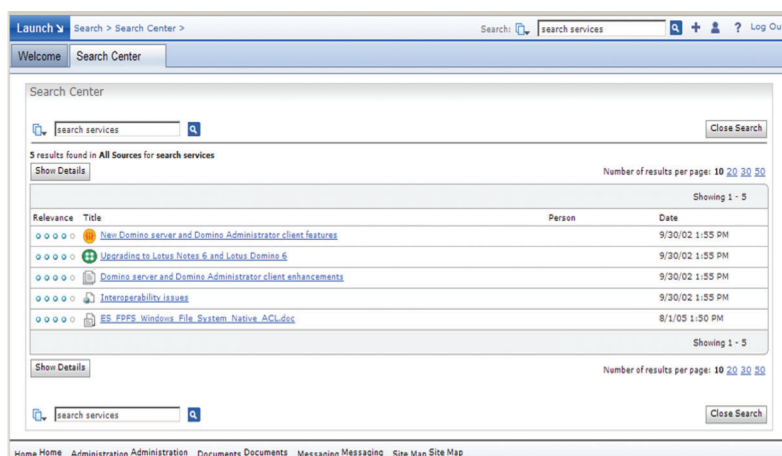 Launch Search > Search Center > Search: search services ? Log Ou
Welcome Search Center
Search Center
search services Close Search
5 results found in All Sources for search services
Show Details Number of results per page: 10 20 30 50
Showing 1 - 5
Relevance Title Person Date
New Domino server and Domino Administrator client features 9/30/02 1:55 PM
Upgrading to Lotus Notes 6 and Lotus Domino 6 9/30/02 1:55 PM
Domino server and Domino Administrator client enhancements 9/30/02 1:55 PM
Interoperability issues 9/30/02 1:55 PM
ES_FPFS_Windows_File_System_Native_ACL.doc 8/1/05 1:50 PM
Showing 1 - 5
Show Details Number of results per page: 10 20 30 50
search services Close Search
Home Home Administration Administration Documents Documents Messaging Messaging Site Map Site Map